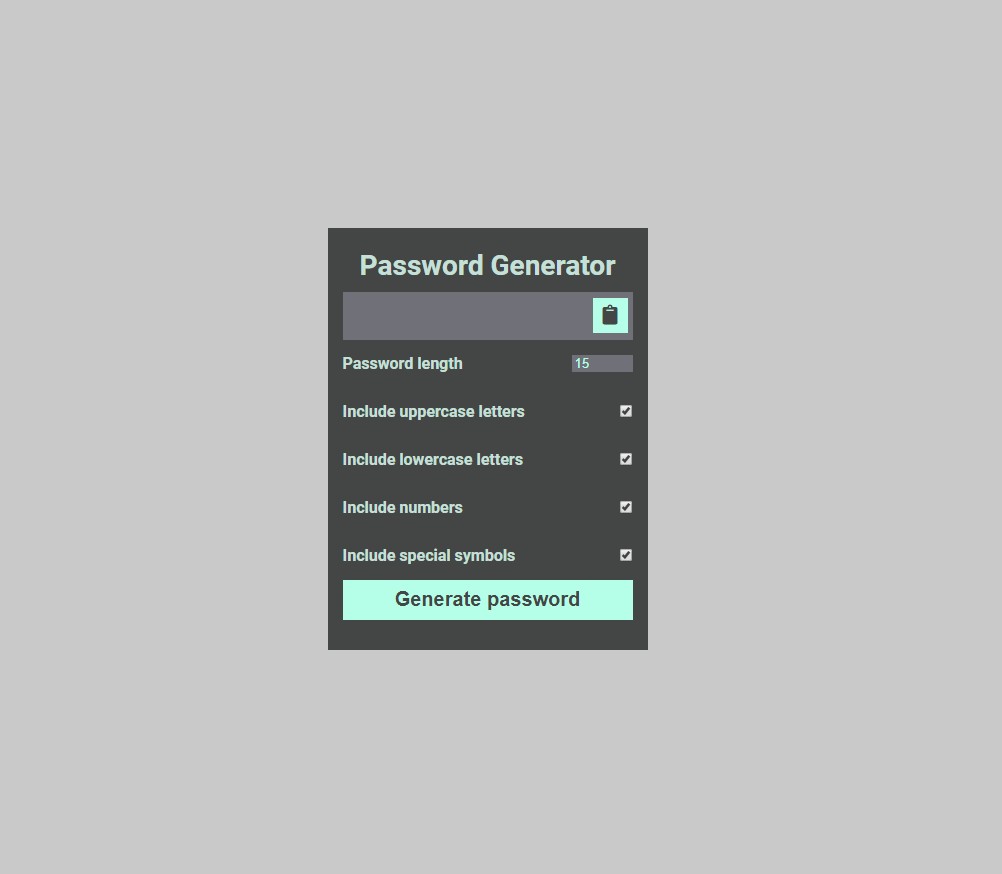 Password Generator
Password length 15
Include uppercase letters
Include lowercase letters
Include numbers
Include special symbols
Generate password